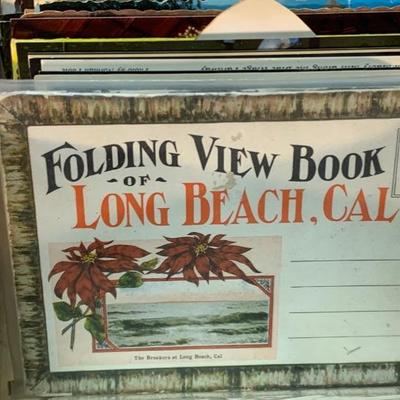 FOLDING VIEW BOOK
-OF-
LONG BEACH, CAL
The Breakers at Long Beach, Cal